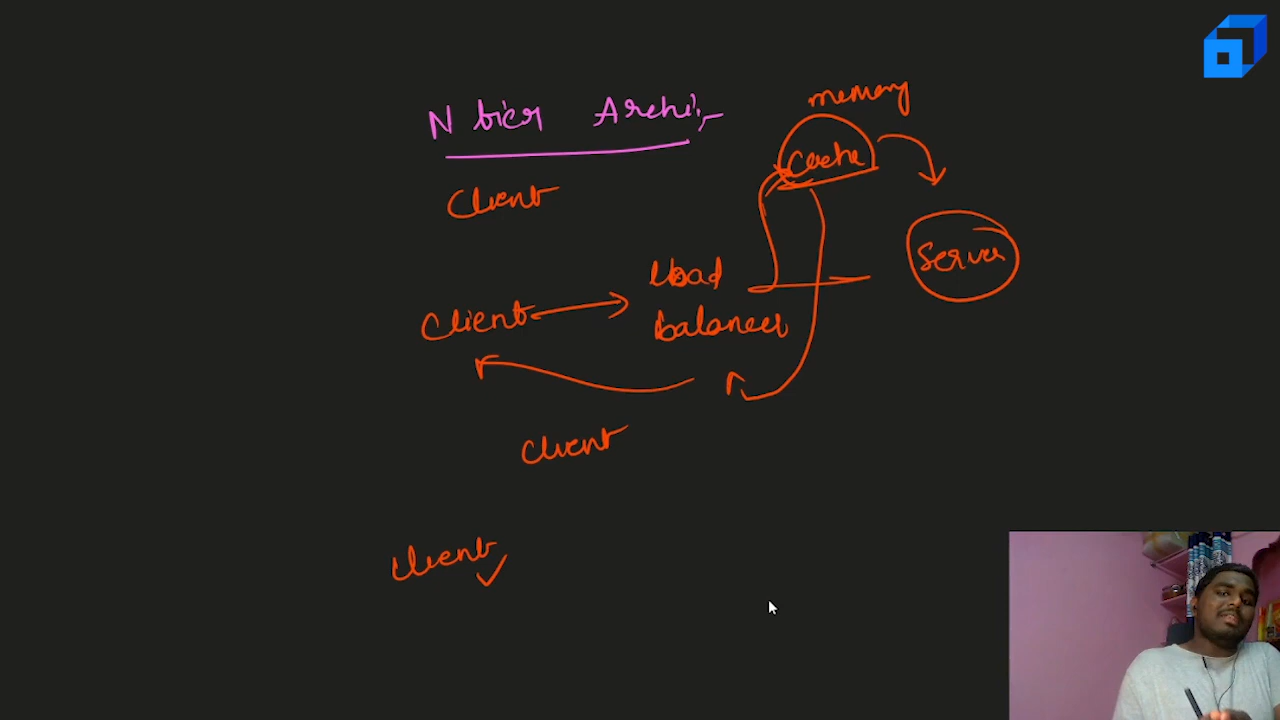 N tier Archi,
memory
Cache
Client
Server
Load
balancer
Client
Client
Client